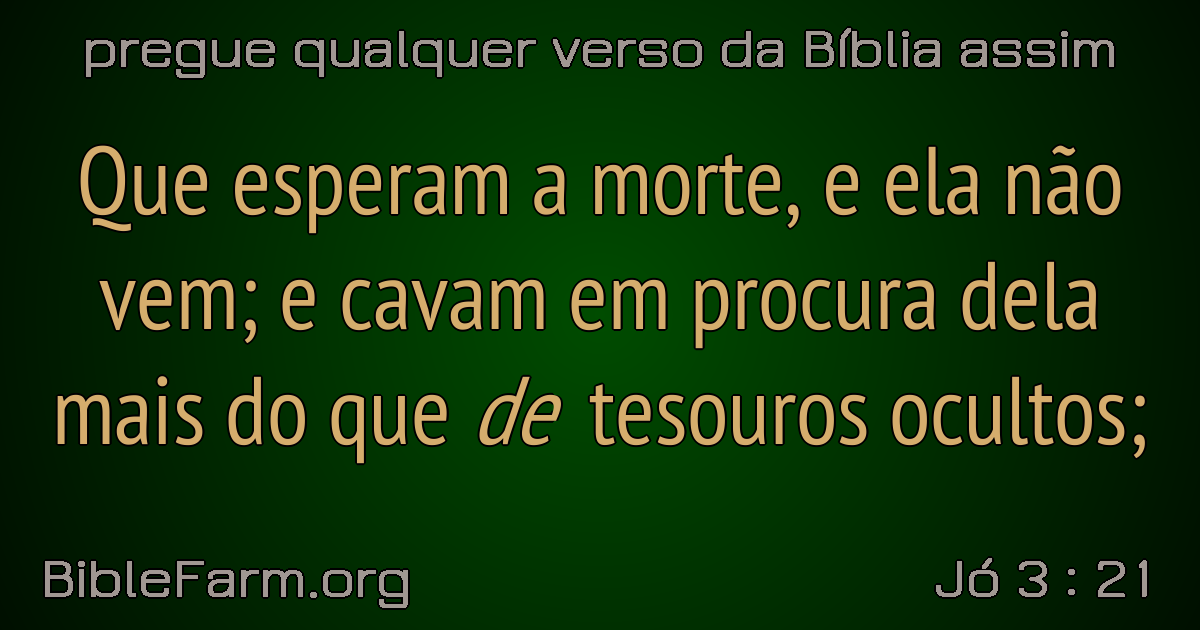 pregue qualquer verso da Bíblia assim
Que esperam a morte, e ela não
vem; e cavam em procura dela
mais do que de tesouros ocultos;
BibleFarm.org
Jó 3 : 21